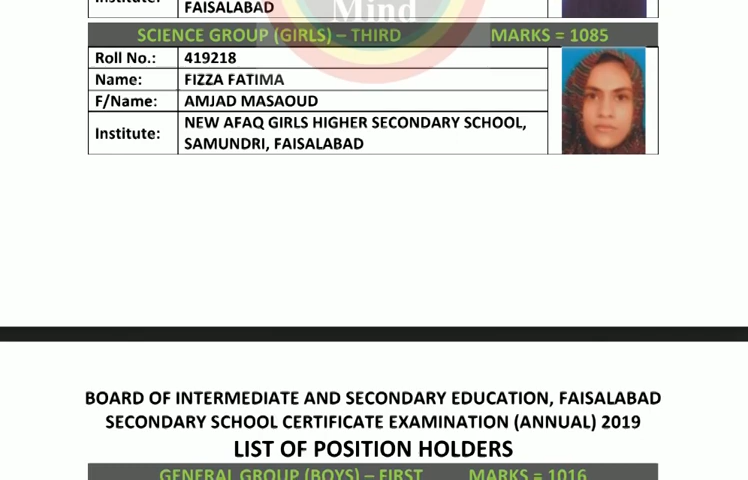 Institute:
FAISALABAD
Mind
SCIENCE GROUP (GIRLS) – THIRD MARKS = 1085
Roll No.: 419218
Name: FIZZA FATIMA
F/Name: AMJAD MASAOUD
Institute: NEW AFAQ GIRLS HIGHER SECONDARY SCHOOL,
SAMUNDRI, FAISALABAD
BOARD OF INTERMEDIATE AND SECONDARY EDUCATION, FAISALABAD
SECONDARY SCHOOL CERTIFICATE EXAMINATION (ANNUAL) 2019
LIST OF POSITION HOLDERS
GENERAL GROUP (BOYS) – FIRST MARKS = 1016